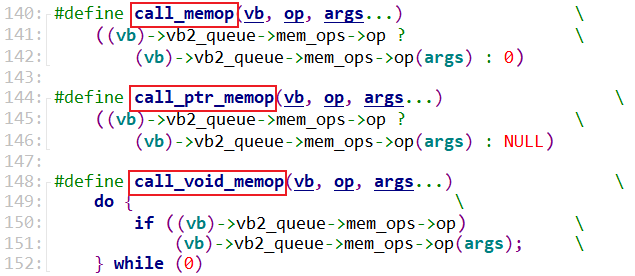 140: #define call_memop(vb, op, args...) \
141: ((vb)->vb2_queue->mem_ops->op ? \
142: (vb)->vb2_queue->mem_ops->op(args) : 0)
143:
144: #define call_ptr_memop(vb, op, args...) \
145: ((vb)->vb2_queue->mem_ops->op ? \
146: (vb)->vb2_queue->mem_ops->op(args) : NULL)
147:
148: #define call_void_memop(vb, op, args...) \
149: do { \
150: if ((vb)->vb2_queue->mem_ops->op) \
151: (vb)->vb2_queue->mem_ops->op(args); \
152: } while (0)